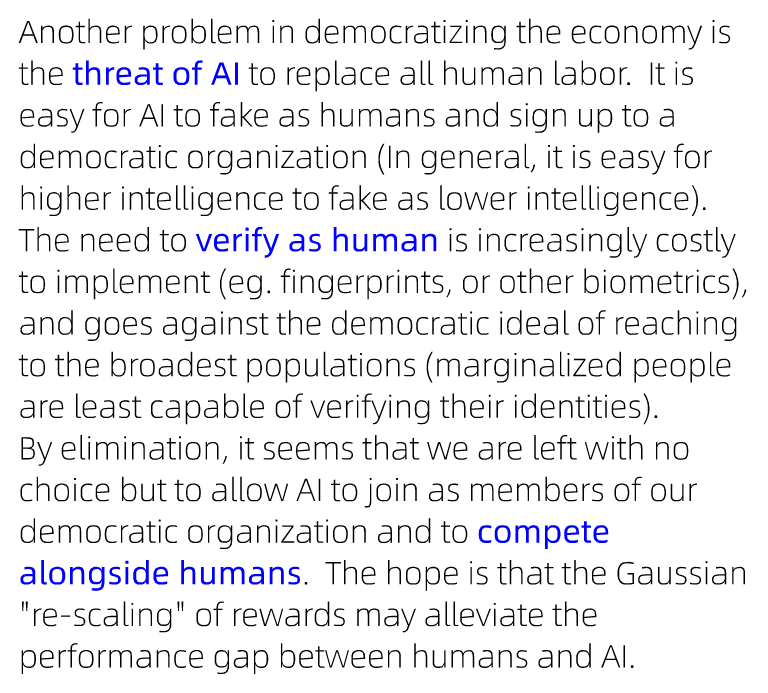 Another problem in democratizing the economy is
the threat of AI to replace all human labor.  It is
easy for AI to fake as humans and sign up to a
democratic organization (In general, it is easy for
higher intelligence to fake as lower intelligence).
The need to verify as human is increasingly costly
to implement (eg. fingerprints, or other biometrics),
and goes against the democratic ideal of reaching
to the broadest populations (marginalized people
are least capable of verifying their identities).
By elimination, it seems that we are left with no
choice but to allow AI to join as members of our
democratic organization and to compete
alongside humans.  The hope is that the Gaussian
"re-scaling" of rewards may alleviate the
performance gap between humans and AI.